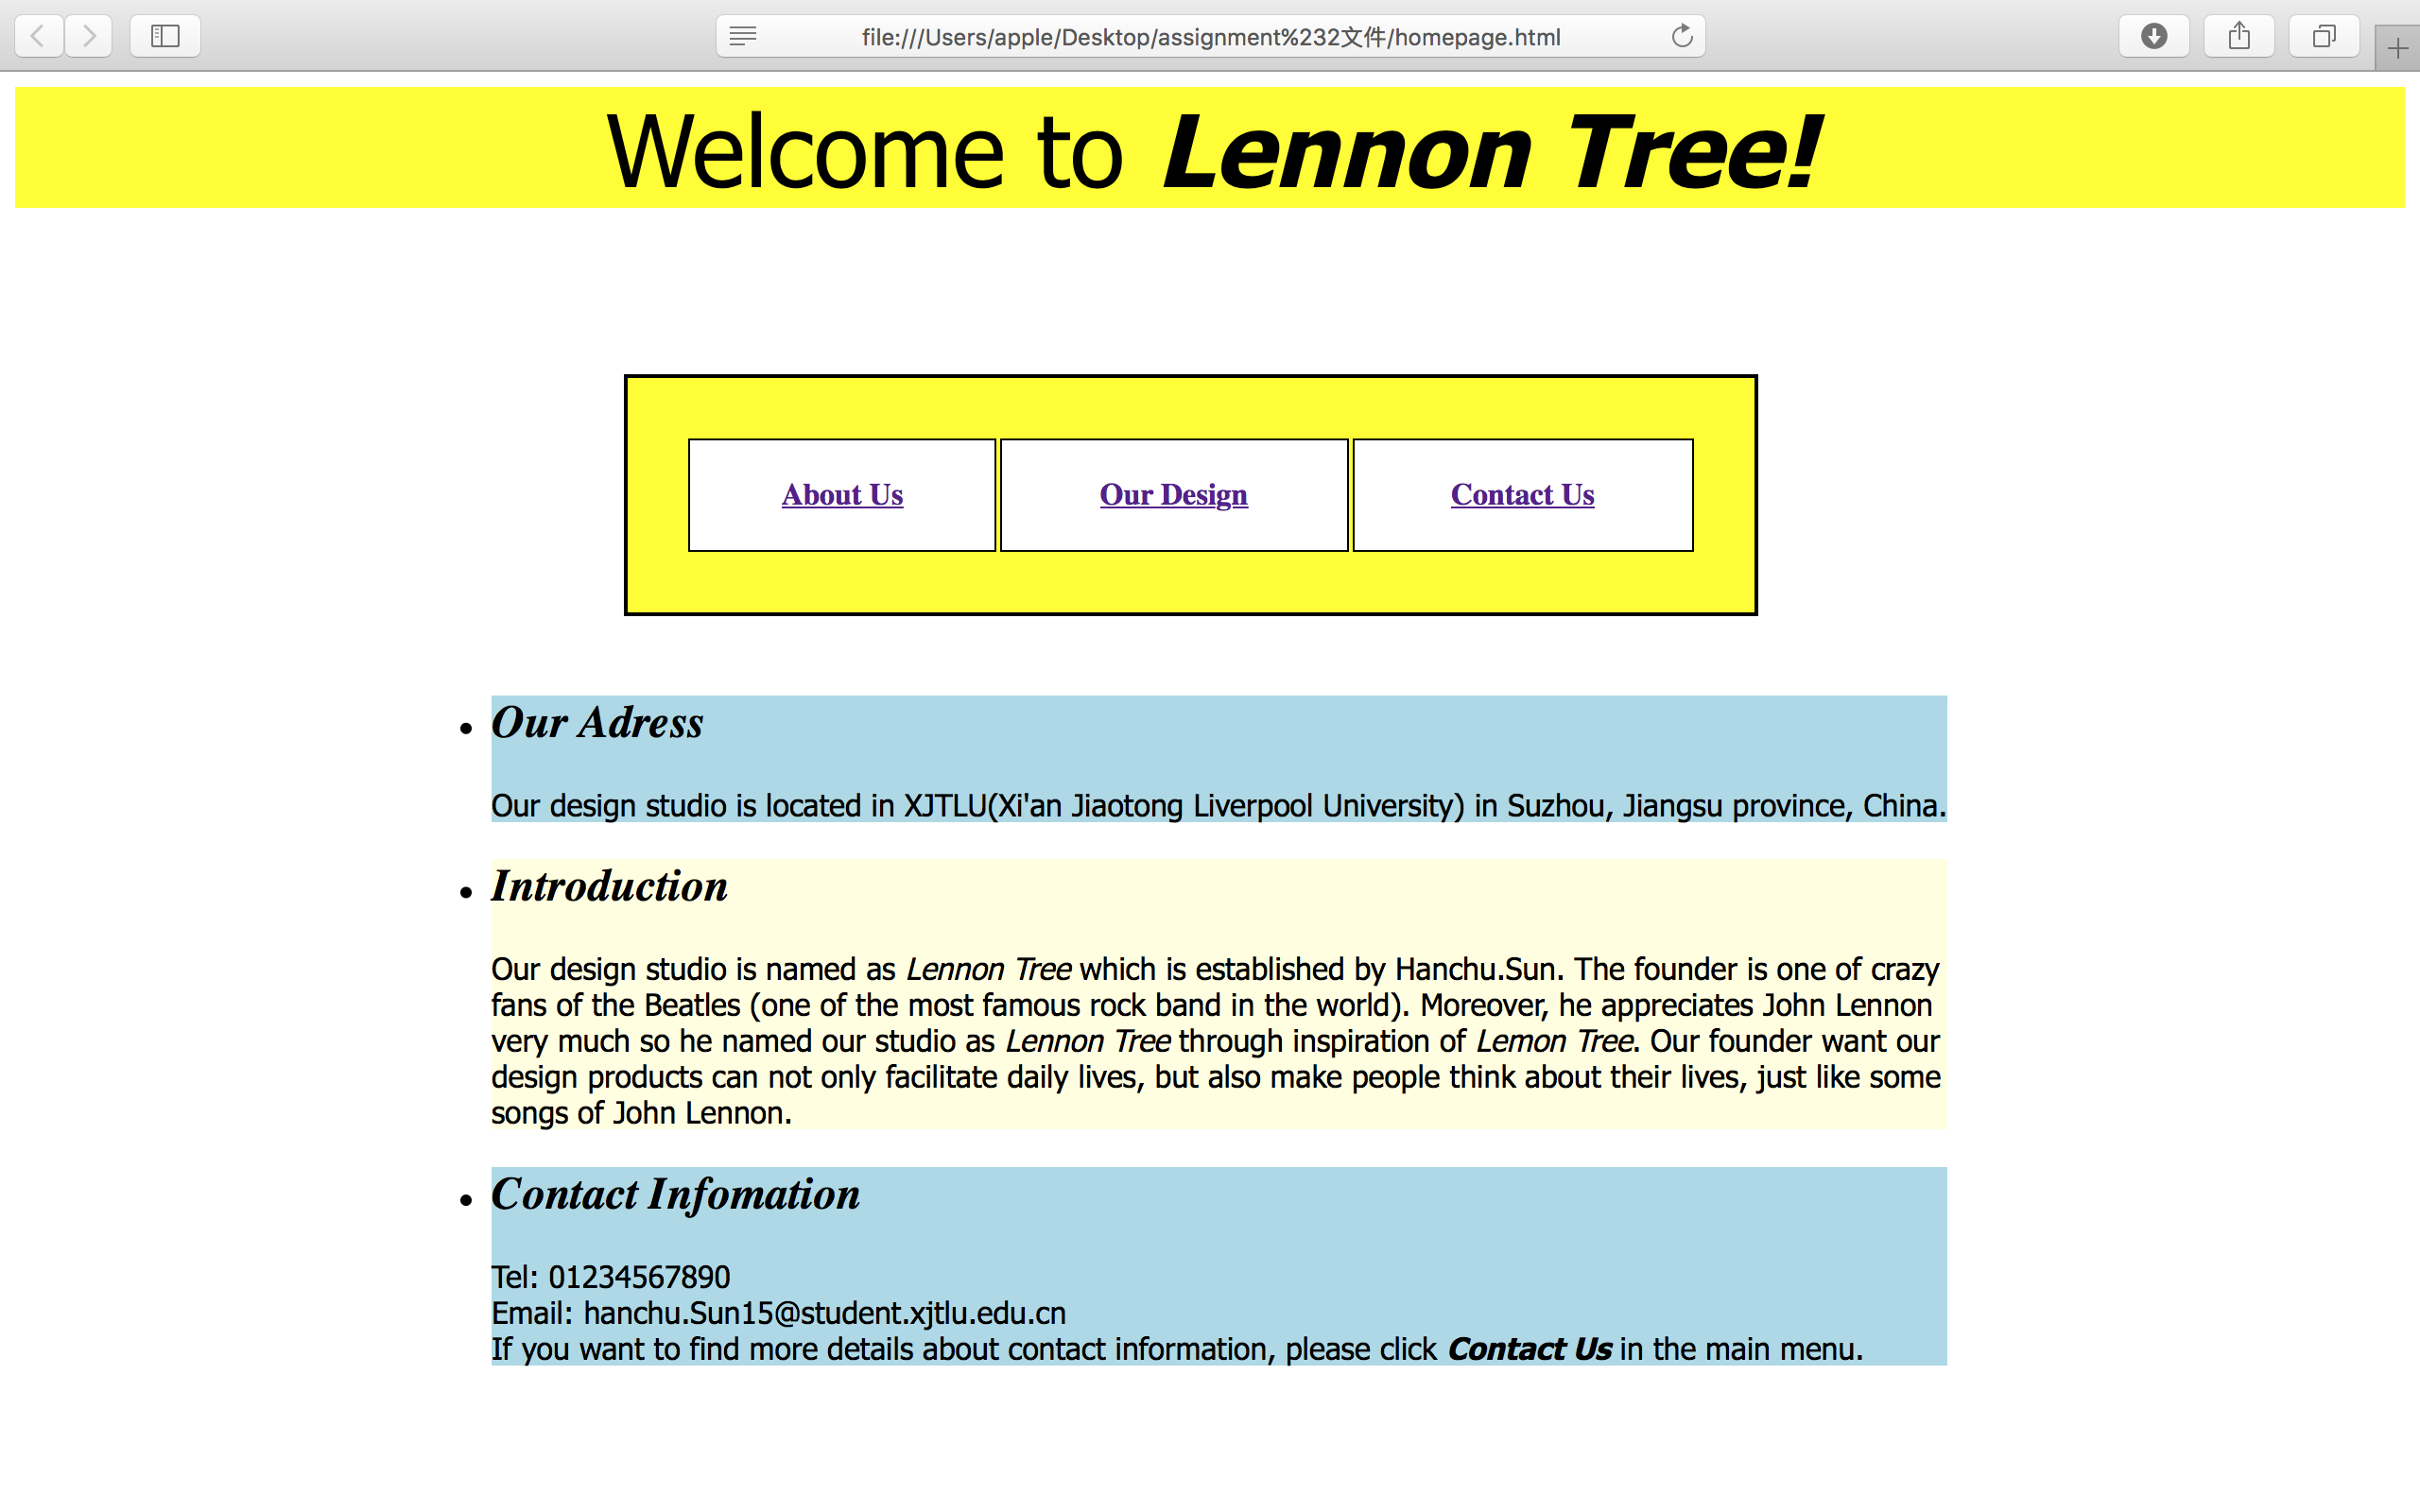 file:///Users/apple/Desktop/assignment%232文件/homepage.html
Welcome to Lennon Tree!
About Us
Our Design
Contact Us
Our Adress
Our design studio is located in XJTLU(Xi'an Jiaotong Liverpool University) in Suzhou, Jiangsu province, China.
Introduction
Our design studio is named as Lennon Tree which is established by Hanchu.Sun. The founder is one of crazy
fans of the Beatles (one of the most famous rock band in the world). Moreover, he appreciates John Lennon
very much so he named our studio as Lennon Tree through inspiration of Lemon Tree. Our founder want our
design products can not only facilitate daily lives, but also make people think about their lives, just like some
songs of John Lennon.
Contact Infomation
Tel: 01234567890
Email: hanchu.Sun15@student.xjtlu.edu.cn
If you want to find more details about contact information, please click Contact Us in the main menu.